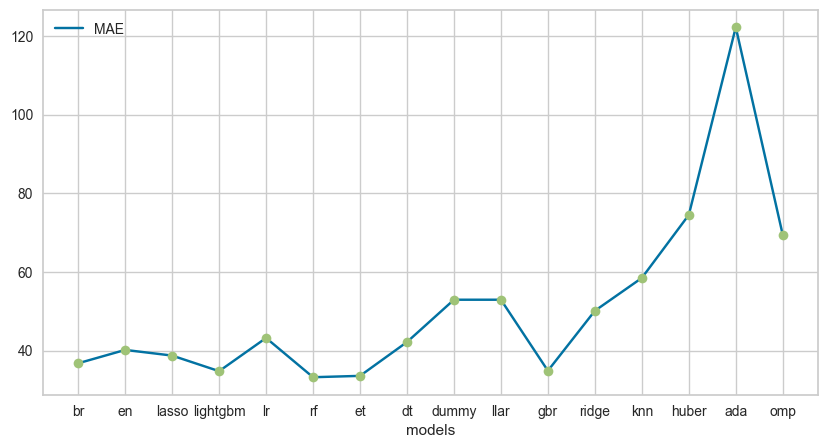 MAE
120
100
80
60
40
br en lasso lightgbm lr rf et dt dummy llar gbr ridge knn huber ada omp
models